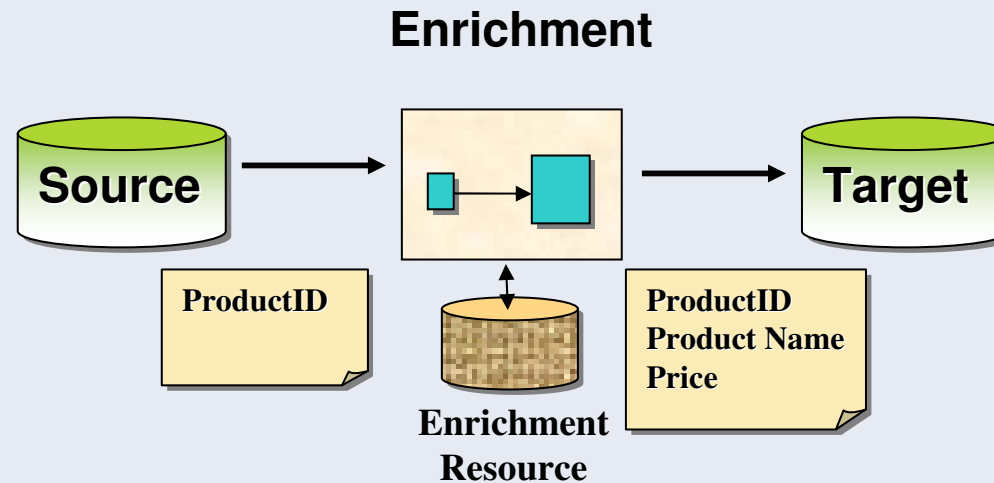 Enrichment
Source
Target
ProductID
ProductID
Product Name
Price
Enrichment
Resource